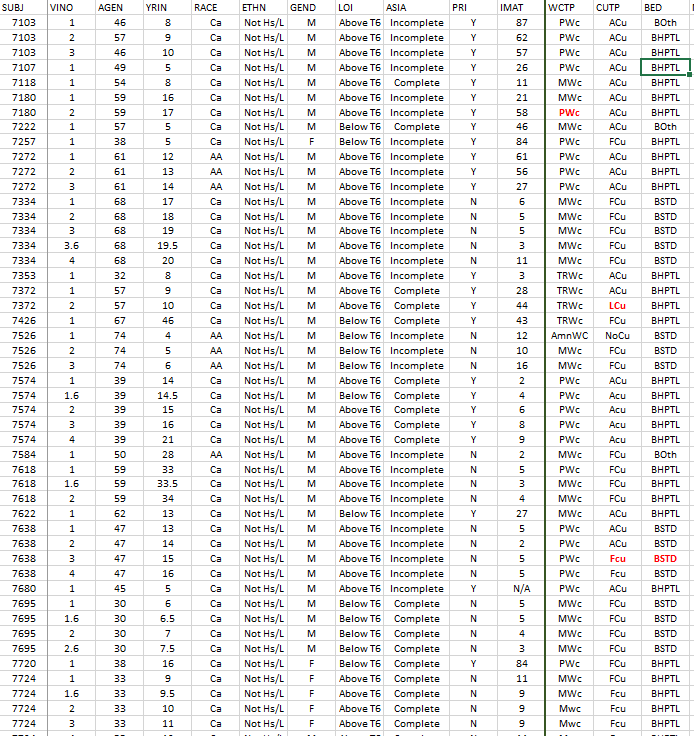 SUBJ VINO AGEN YRIN RACE ETHN GEND LOI ASIA PRI IMAT WCTP CUTP BED
7103 1 46 8 Ca Not Hs/L M Above T6 Incomplete Y 87 PWc ACu BOth
7103 2 57 9 Ca Not Hs/L M Above T6 Incomplete Y 62 PWc ACu BHPTL
7103 3 46 10 Ca Not Hs/L M Above T6 Incomplete Y 57 PWc ACu BHPTL
7107 1 49 5 Ca Not Hs/L M Above T6 Incomplete Y 26 PWc ACu BHPTL
7118 1 54 8 Ca Not Hs/L M Above T6 Complete Y 11 MWc ACu BHPTL
7180 1 59 16 Ca Not Hs/L M Above T6 Incomplete Y 21 MWc ACu BHPTL
7180 2 59 17 Ca Not Hs/L M Above T6 Incomplete Y 58 PWc ACu BHPTL
7222 1 57 5 Ca Not Hs/L M Below T6 Complete Y 46 MWc ACu BOth
7257 1 38 5 Ca Not Hs/L F Below T6 Incomplete Y 84 PWc FCu BHPTL
7272 1 61 12 AA Not Hs/L M Above T6 Incomplete Y 61 PWc ACu BHPTL
7272 2 61 13 AA Not Hs/L M Above T6 Incomplete Y 56 PWc ACu BHPTL
7272 3 61 14 AA Not Hs/L M Above T6 Incomplete Y 27 PWc ACu BHPTL
7334 1 68 17 Ca Not Hs/L M Above T6 Incomplete N 6 MWc FCu BSTD
7334 2 68 18 Ca Not Hs/L M Above T6 Incomplete N 5 MWc FCu BSTD
7334 3 68 19 Ca Not Hs/L M Above T6 Incomplete N 5 MWc FCu BSTD
7334 3.6 68 19.5 Ca Not Hs/L M Above T6 Incomplete N 3 MWc FCu BSTD
7334 4 68 20 Ca Not Hs/L M Above T6 Incomplete N 11 MWc FCu BSTD
7353 1 32 8 Ca Not Hs/L M Above T6 Incomplete Y 3 TRWc ACu BHPTL
7372 1 57 9 Ca Not Hs/L M Above T6 Complete Y 28 TRWc ACu BHPTL
7372 2 57 10 Ca Not Hs/L M Above T6 Complete Y 44 TRWc LCu BHPTL
7426 1 67 46 Ca Not Hs/L M Below T6 Complete Y 43 TRWc FCu BHPTL
7526 1 74 4 AA Not Hs/L M Below T6 Incomplete N 12 AmnWC NoCu BSTD
7526 2 74 5 AA Not Hs/L M Below T6 Incomplete N 10 MWc FCu BSTD
7526 3 74 6 AA Not Hs/L M Below T6 Incomplete N 16 MWc FCu BSTD
7574 1 39 14 Ca Not Hs/L M Above T6 Complete Y 2 PWc ACu BHPTL
7574 1.6 39 14.5 Ca Not Hs/L M Below T6 Complete Y 4 PWc Acu BHPTL
7574 2 39 15 Ca Not Hs/L M Above T6 Complete Y 6 PWc Acu BHPTL
7574 3 39 16 Ca Not Hs/L M Above T6 Complete Y 8 PWc Acu BHPTL
7574 4 39 21 Ca Not Hs/L M Above T6 Complete Y 9 PWc Acu BHPTL
7584 1 50 28 AA Not Hs/L M Above T6 Incomplete N 2 MWc FCu BOth
7618 1 59 33 Ca Not Hs/L M Above T6 Incomplete N 5 PWc FCu BHPTL
7618 1.6 59 33.5 Ca Not Hs/L M Above T6 Incomplete N 3 MWc FCu BHPTL
7618 2 59 34 Ca Not Hs/L M Above T6 Incomplete N 4 MWc FCu BHPTL
7622 1 62 13 Ca Not Hs/L M Below T6 Incomplete Y 27 MWc ACu BHPTL
7638 1 47 13 Ca Not Hs/L M Above T6 Incomplete N 5 PWc ACu BSTD
7638 2 47 14 Ca Not Hs/L M Above T6 Incomplete N 2 PWc ACu BSTD
7638 3 47 15 Ca Not Hs/L M Above T6 Incomplete N 5 PWc Fcu BSTD
7638 4 47 16 Ca Not Hs/L M Above T6 Incomplete N 5 PWc Fcu BSTD
7680 1 45 5 Ca Not Hs/L M Above T6 Incomplete Y N/A PWc ACu BHPTL
7695 1 30 6 Ca Not Hs/L M Below T6 Complete N 5 MWc FCu BSTD
7695 1.6 30 6.5 Ca Not Hs/L M Below T6 Complete N 5 MWc FCu BSTD
7695 2 30 7 Ca Not Hs/L M Below T6 Complete N 4 MWc FCu BSTD
7695 2.6 30 7.5 Ca Not Hs/L M Below T6 Complete N 3 MWc FCu BSTD
7720 1 38 16 Ca Not Hs/L F Below T6 Complete Y 84 PWc FCu BHPTL
7724 1 33 9 Ca Not Hs/L F Above T6 Complete N 11 MWc FCu BHPTL
7724 1.6 33 9.5 Ca Not Hs/L F Above T6 Complete N 9 MWc Fcu BHPTL
7724 2 33 10 Ca Not Hs/L F Above T6 Complete N 9 Mwc Fcu BHPTL
7724 3 33 11 Ca Not Hs/L F Above T6 Complete N 9 Mwc Fcu BHPTL